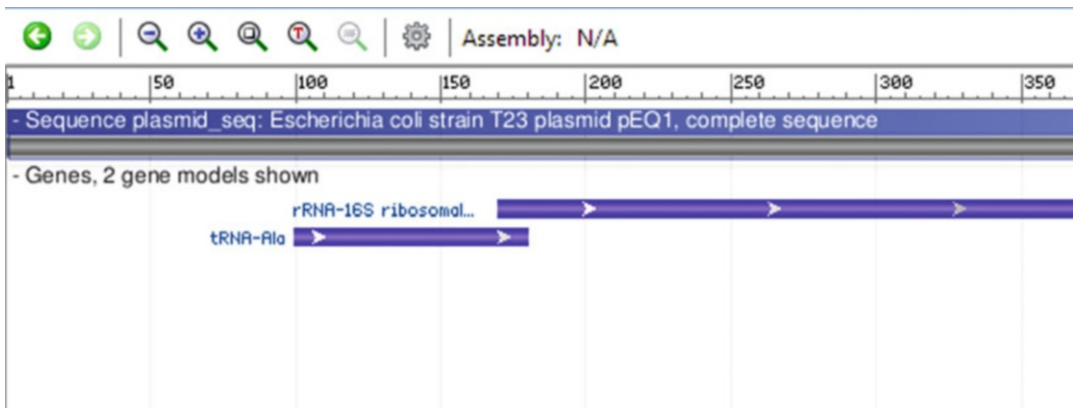 Assembly: N/A
1 |50 |100 |150 |200 |250 |300 |350
- Sequence plasmid_seq: Escherichia coli strain T23 plasmid pEQ1, complete sequence
- Genes, 2 gene models shown
rRNA-16S ribosomal...
tRNA-Ala